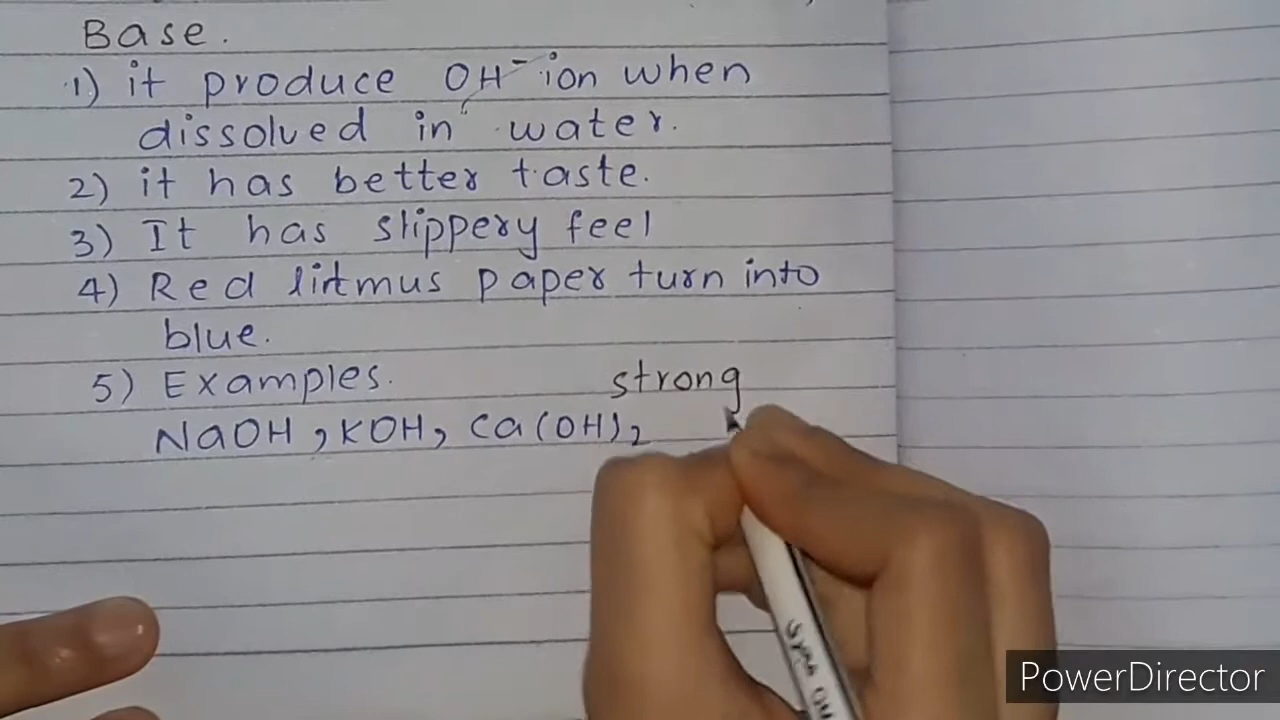 Base.
1) it produce OH⁻ ion when
dissolved in water.
2) it has better taste.
3) It has slippery feel
4) Red litmus paper turn into
blue.
5) Examples.
strong
NaOH, KOH, Ca(OH)₂
PowerDirector